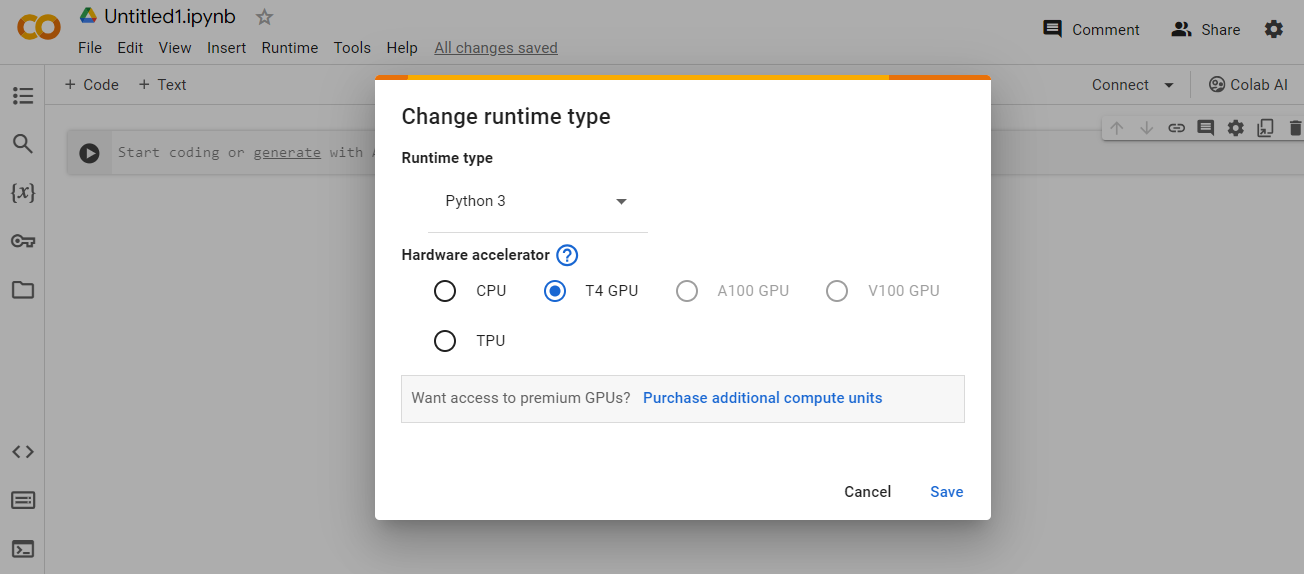 Untitled1.ipynb
File Edit View Insert Runtime Tools Help All changes saved
Comment Share
+ Code + Text
Connect Colab AI
Start coding or generate with
Change runtime type
Runtime type
Python 3
Hardware accelerator ?
CPU T4 GPU A100 GPU V100 GPU
TPU
Want access to premium GPUs? Purchase additional compute units
Cancel Save
{x}